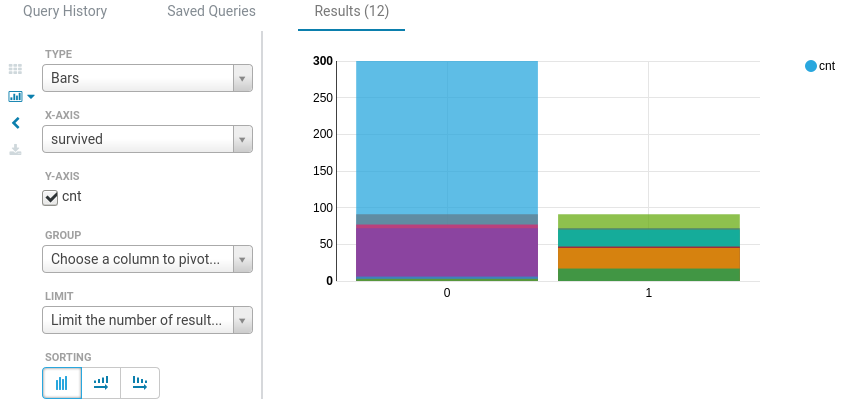 Query History Saved Queries Results (12)
TYPE
Bars
X-AXIS
survived
Y-AXIS
cnt
GROUP
Choose a column to pivot...
LIMIT
Limit the number of result...
SORTING
300
250
200
150
100
50
0
0 1
cnt